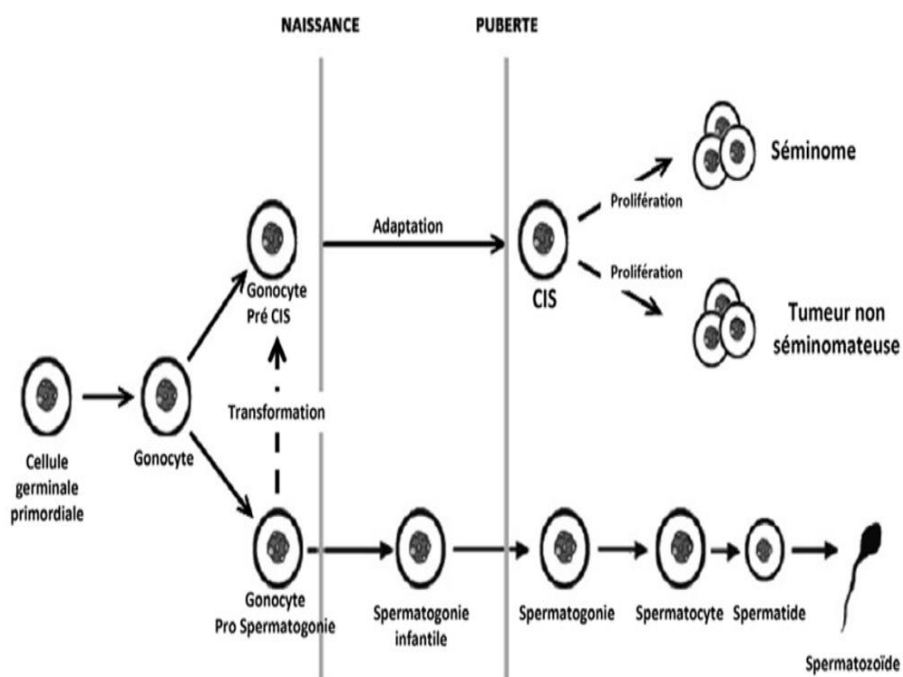 NAISSANCE
PUBERTE
Séminome
Prolifération
Adaptation
Gonocyte
Pré CIS
CIS
Prolifération
Tumeur non
séminomateuse
Transformation
Cellule
germinale
primordiale
Gonocyte
Gonocyte
Pro Spermatogonie
Spermatogonie
infantile
Spermatogonie
Spermatocyte
Spermatide
Spermatozoïde